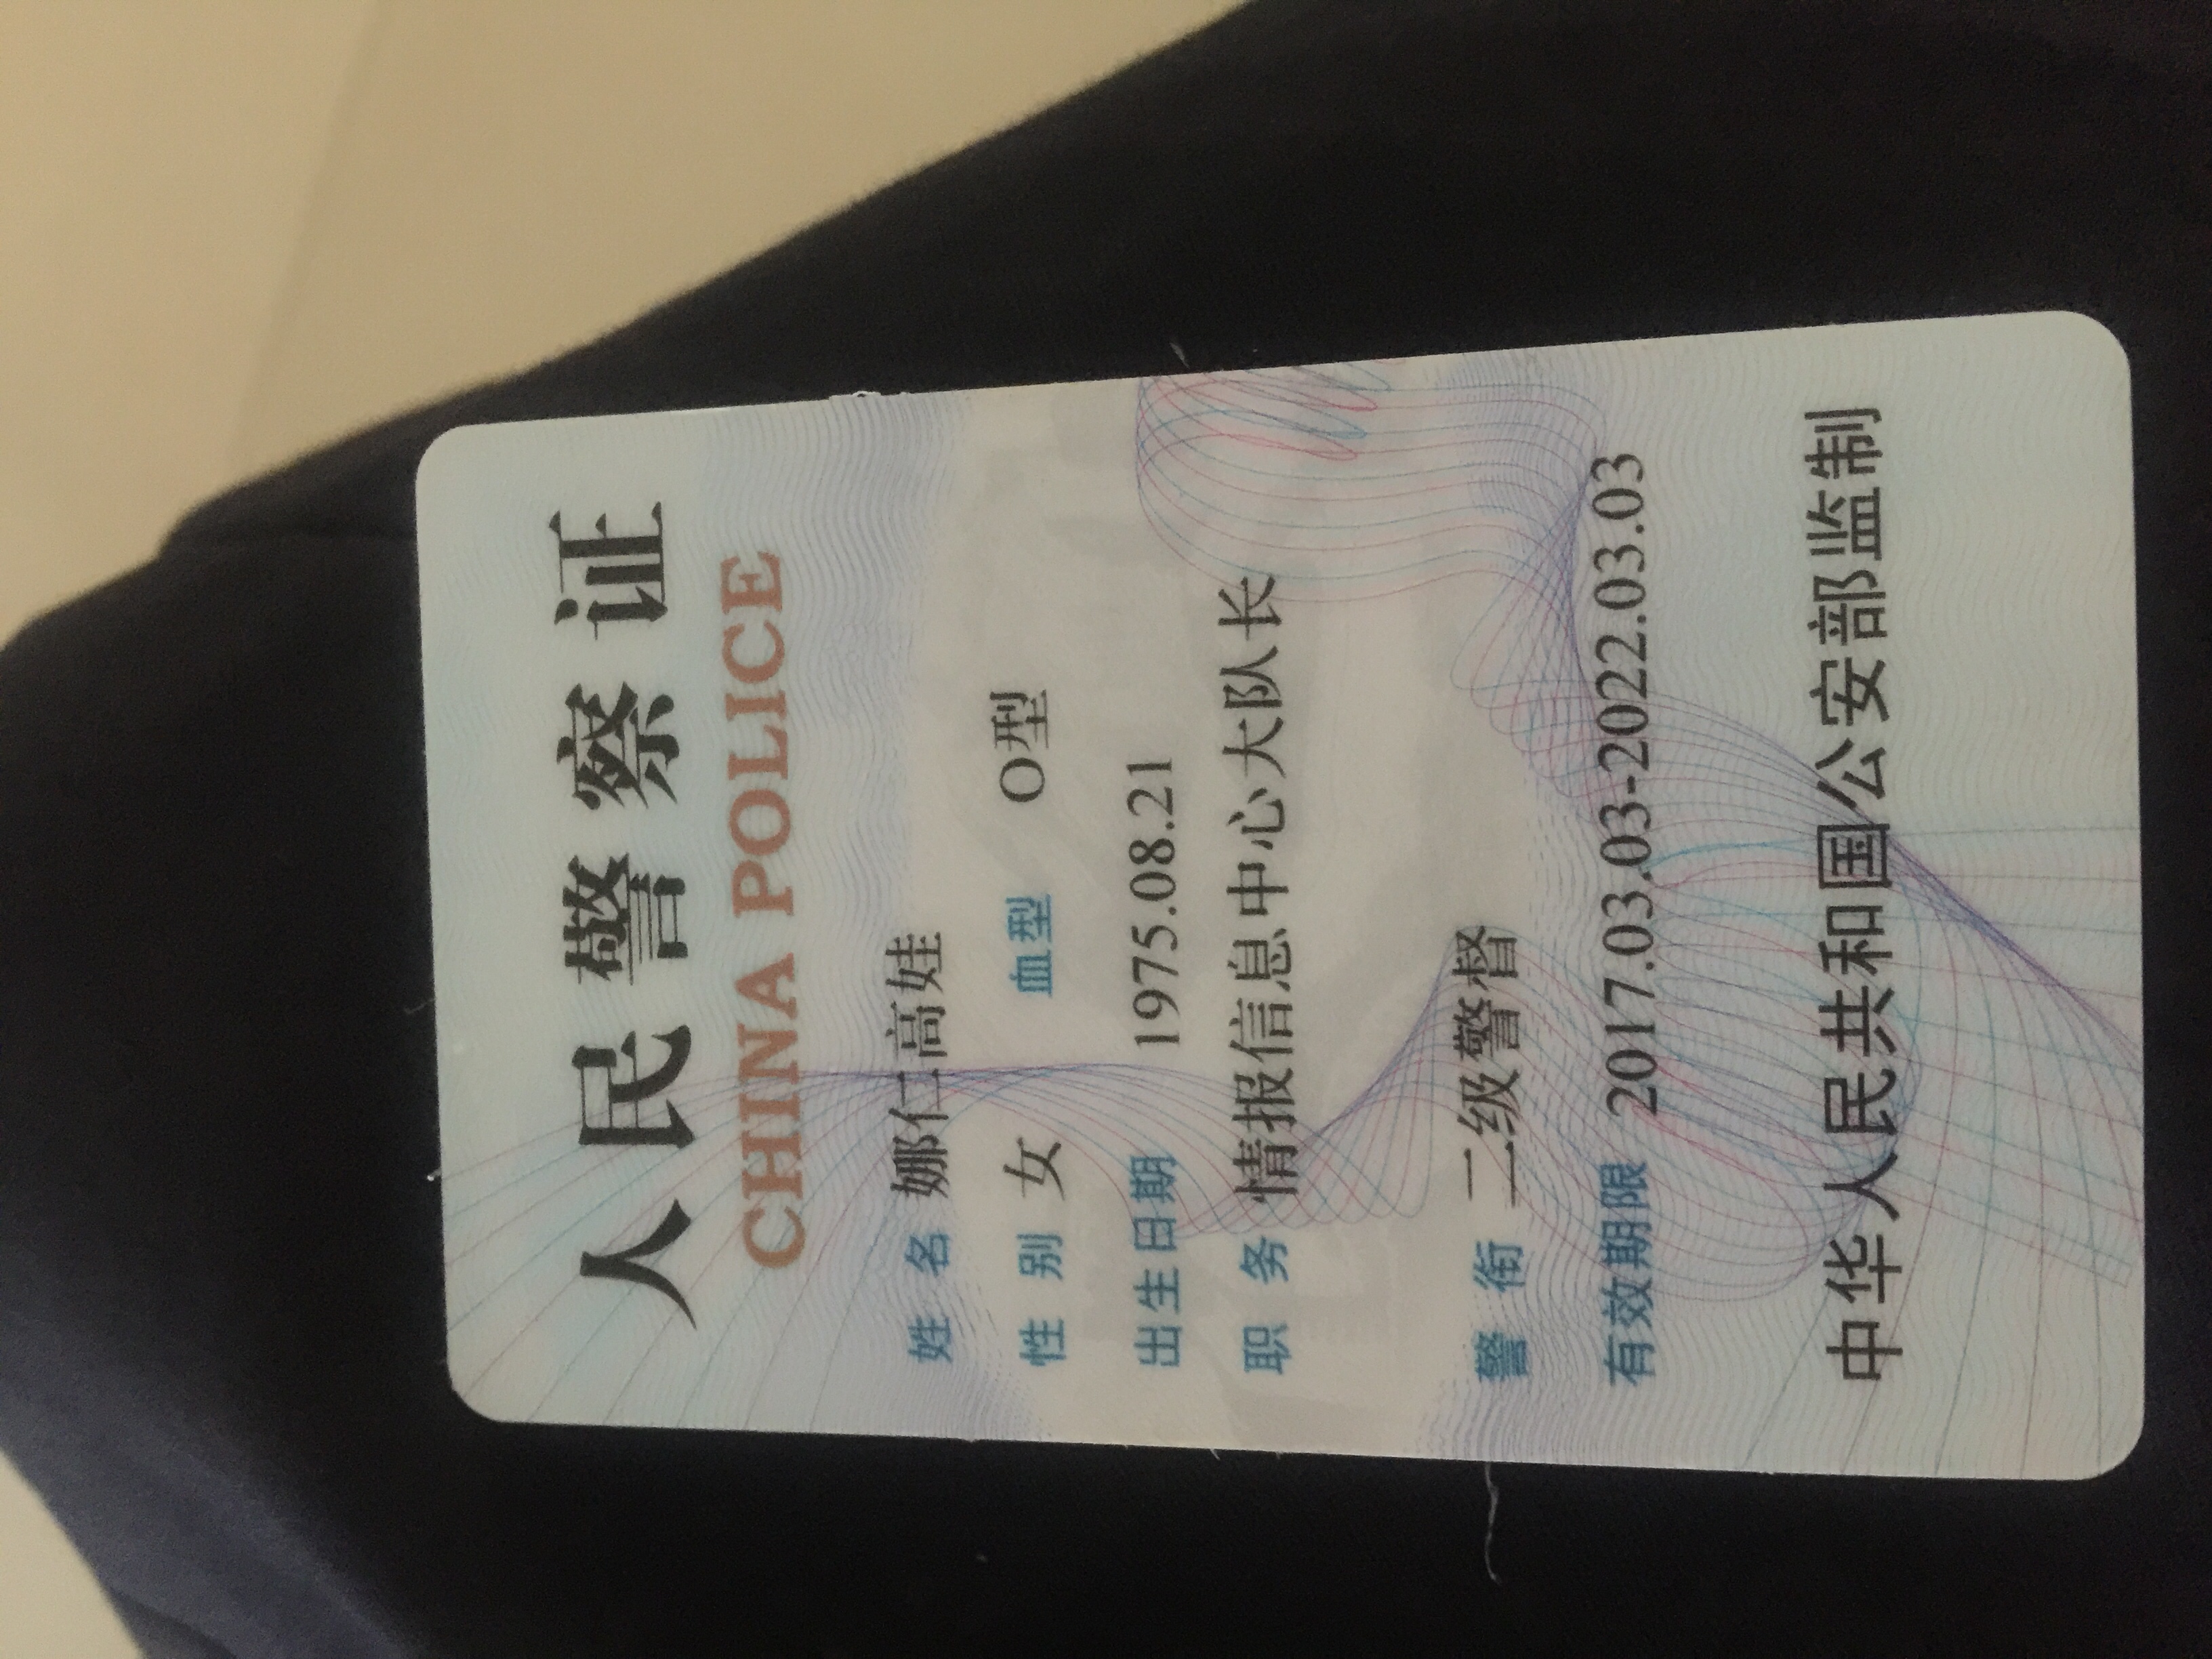 人民警察证
CHINA POLICE
姓 名 娜仁高娃
性 别 女 血型 O型
出生日期 1975.08.21
职 务 情报信息中心大队长
警 衔 二级警督
有效期限 2017.03.03-2022.03.03
中华人民共和国公安部监制